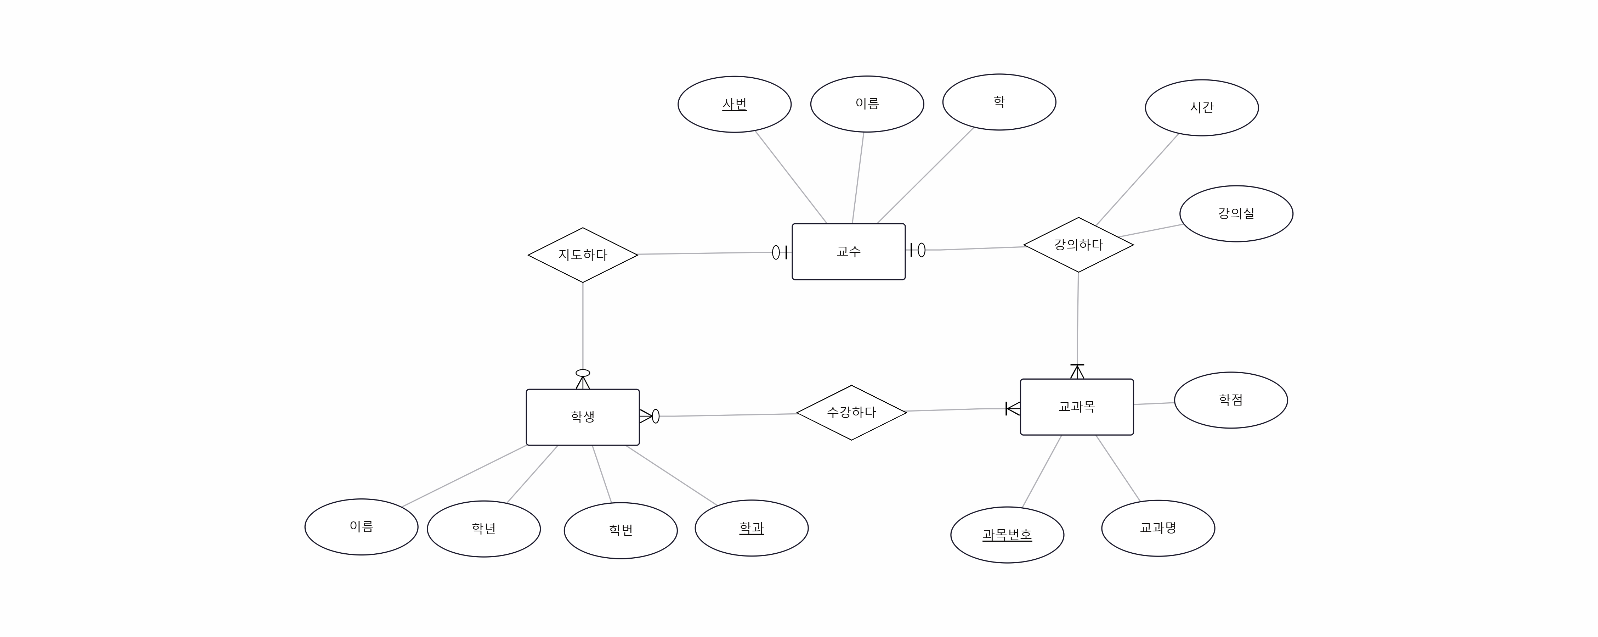 사번
이름
학
시간
강의실
지도하다
교수
강의하다
학생
수강하다
교과목
학점
이름
학년
학번
학과
과목번호
교과명